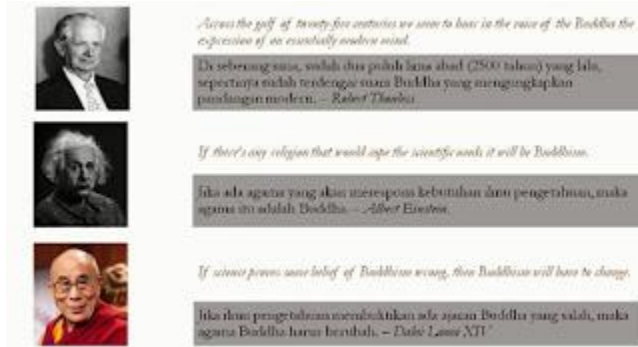 Across the gulf of twenty-five centuries we seem to hear in the voice of the Buddha the
expression of an essentially modern mind.
Di seberang sana, sudah dua puluh lima abad (2500 tahun) yang lalu,
sepertinya sudah terdengar suara Buddha yang mengungkapkan
pandangan modern. – Robert Thouless
If there's any religion that would cope the scientific needs it will be Buddhism.
Jika ada agama yang akan merespons kebutuhan ilmu pengetahuan, maka
agama itu adalah Buddha. – Albert Einstein.
If science proves some belief of Buddhism wrong, then Buddhism will have to change.
Jika ilmu pengetahuan membuktikan ada ajaran Buddha yang salah, maka
agama Buddha harus berubah. – Dalai Lama XIV